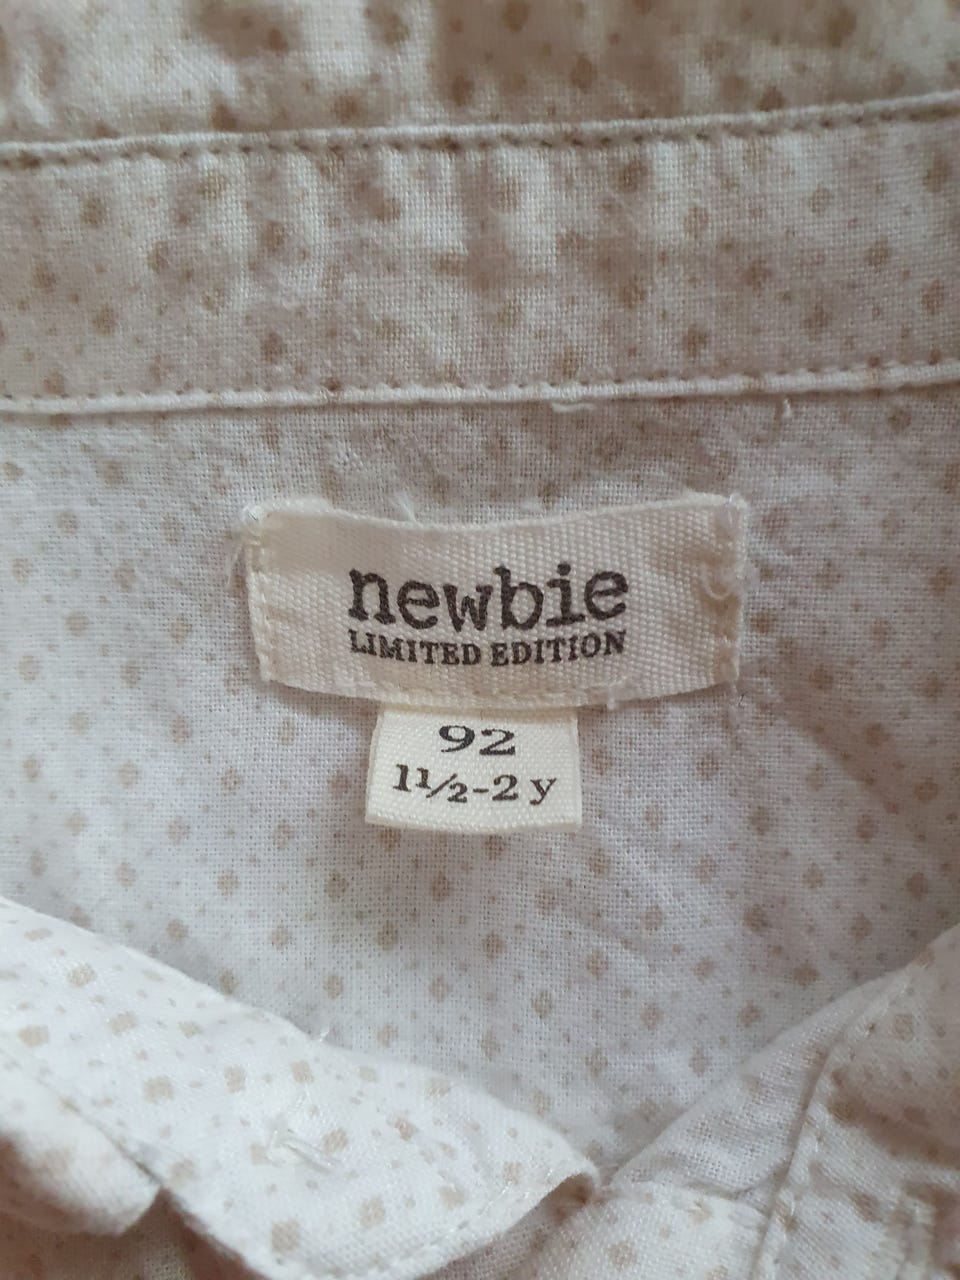 newbie
LIMITED EDITION
92
1½-2 y